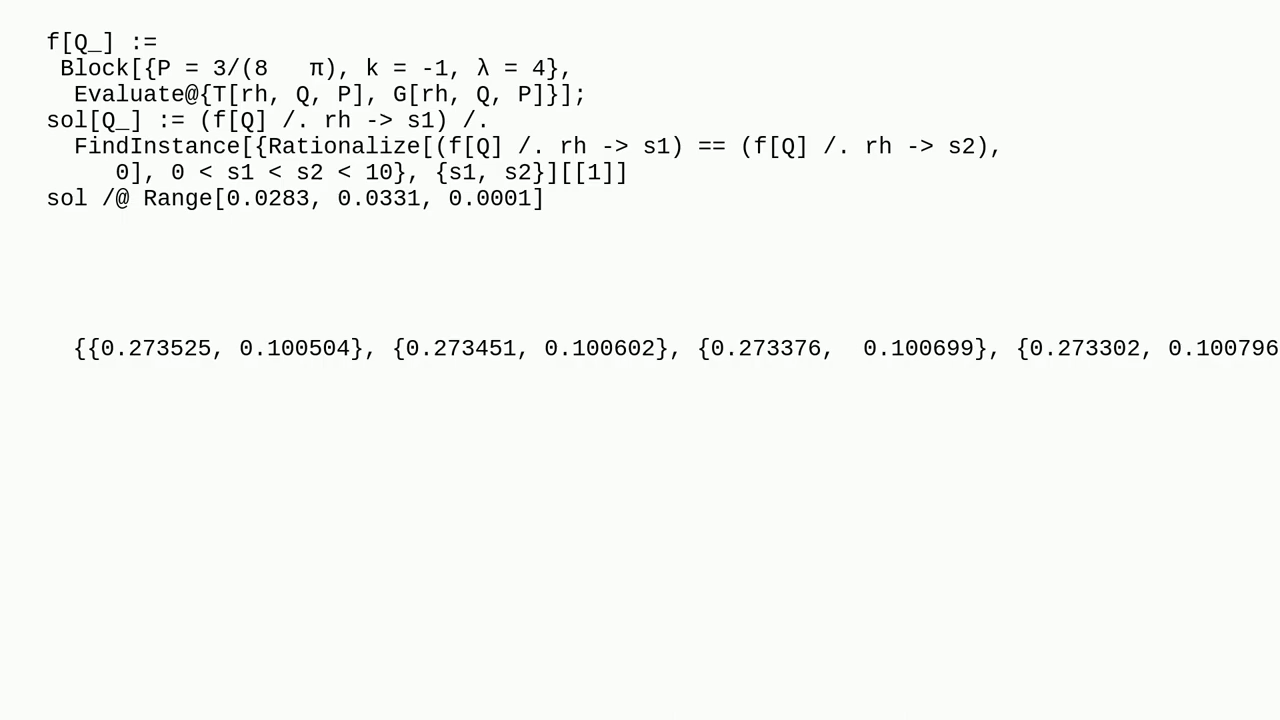 f[Q_] :=
Block[{P = 3/(8   π), k = -1, λ = 4},
Evaluate@{T[rh, Q, P], G[rh, Q, P]}];
sol[Q_] := (f[Q] /. rh -> s1) /.
FindInstance[{Rationalize[(f[Q] /. rh -> s1) == (f[Q] /. rh -> s2),
0], 0 < s1 < s2 < 10}, {s1, s2}][[1]]
sol /@ Range[0.0283, 0.0331, 0.0001]
{{0.273525, 0.100504}, {0.273451, 0.100602}, {0.273376,  0.100699}, {0.273302, 0.100796